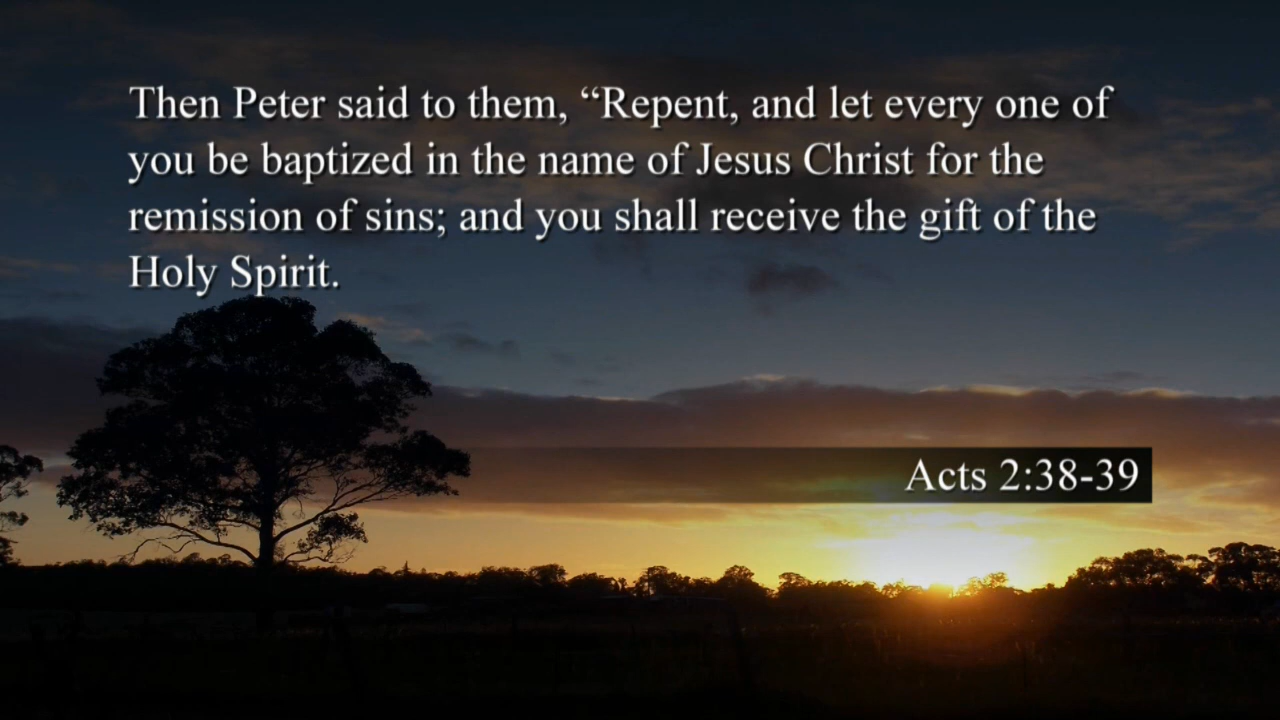 Then Peter said to them, “Repent, and let every one of
you be baptized in the name of Jesus Christ for the
remission of sins; and you shall receive the gift of the
Holy Spirit.
Acts 2:38-39